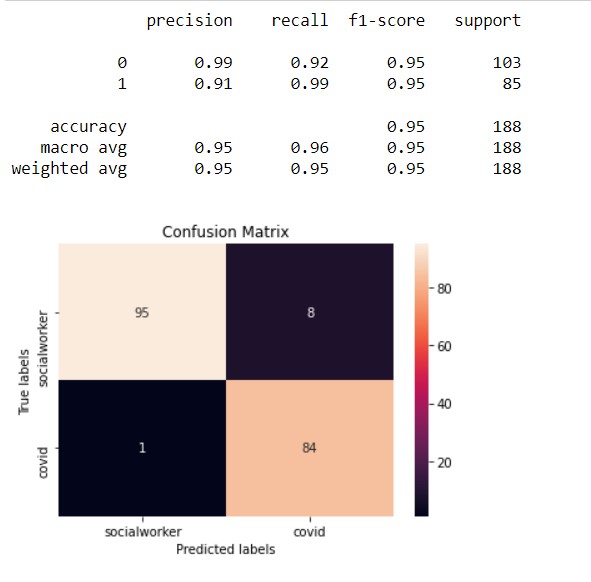 precision recall f1-score support
0 0.99 0.92 0.95 103
1 0.91 0.99 0.95 85
accuracy 0.95 188
macro avg 0.95 0.96 0.95 188
weighted avg 0.95 0.95 0.95 188
Confusion Matrix
True labels
socialworker
covid
95 8
1 84
socialworker covid
Predicted labels
80
60
40
20